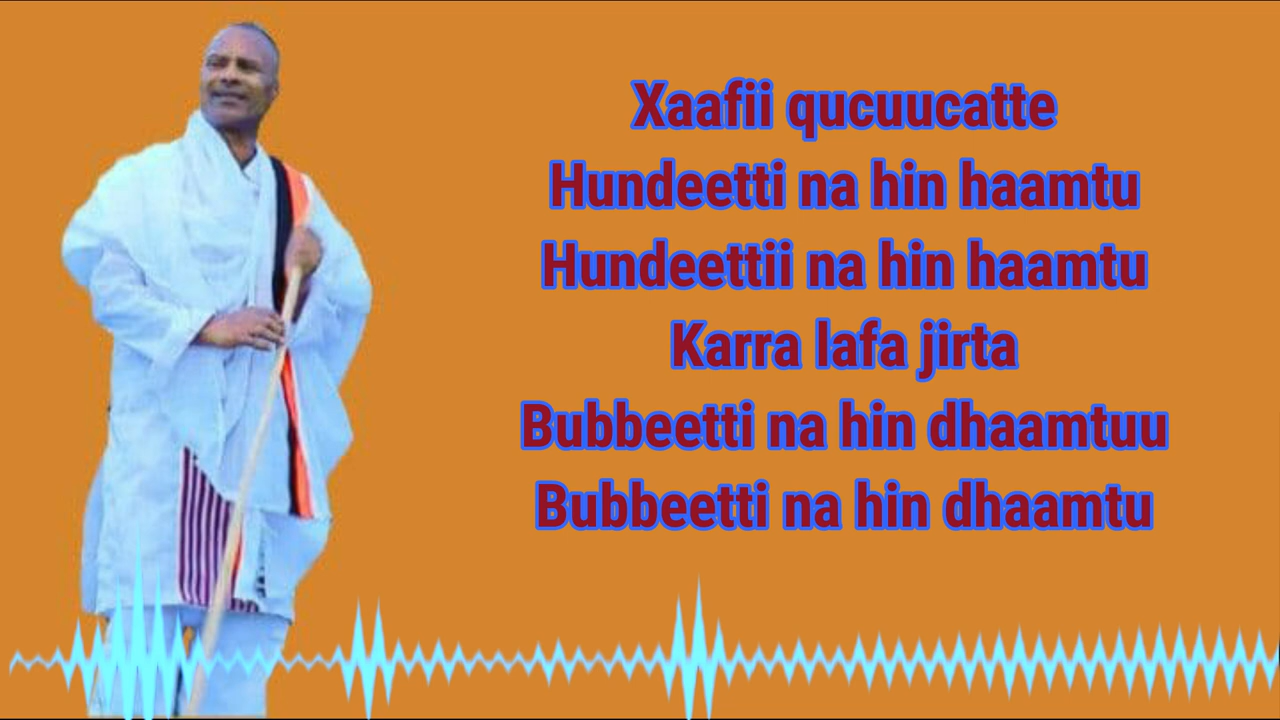 Xaafii qucuucatte
Hundeetti na hin haamtu
Hundeettii na hin haamtu
Karra lafa jirta
Bubbeetti na hin dhaamtuu
Bubbeetti na hin dhaamtu